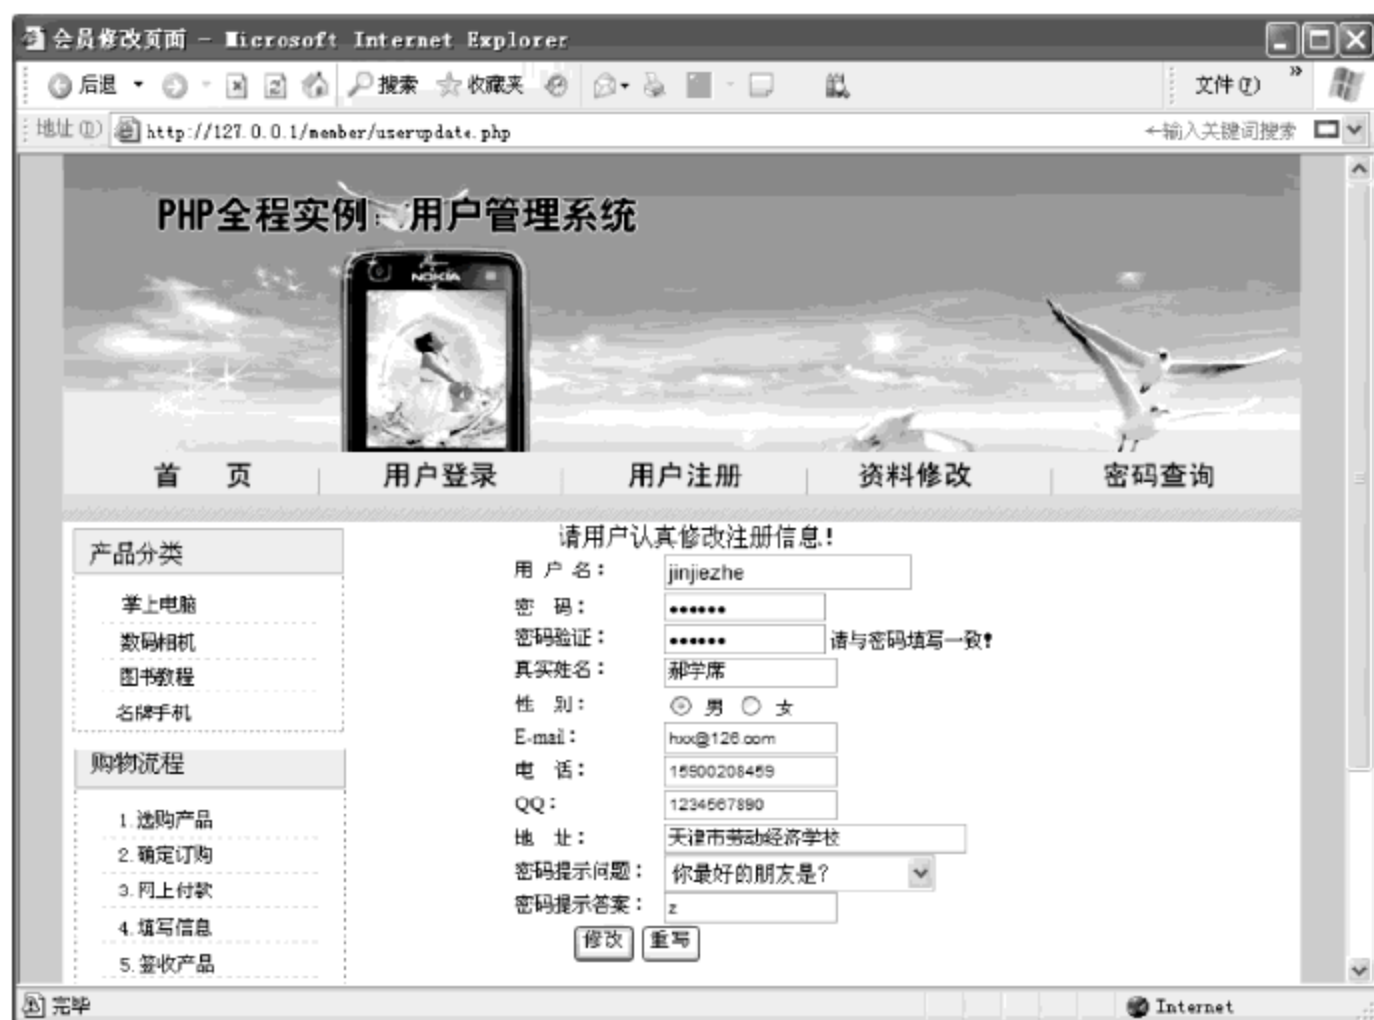 会员修改页面 - Microsoft Internet Explorer
后退 搜索 收藏夹 文件(F) »
地址(D) http://127.0.0.1/member/userupdate.php ←输入关键词搜索
PHP全程实例：用户管理系统
NOKIA
首 页 用户登录 用户注册 资料修改 密码查询
产品分类
掌上电脑
数码相机
图书教程
名牌手机
购物流程
1.选购产品
2.确定订购
3.网上付款
4.填写信息
5.签收产品
请用户认真修改注册信息!
用 户 名： jinjiezhe
密 码： ••••••
密码验证： •••••• 请与密码填写一致!
真实姓名： 郝学席
性 别： 男 女
E-mail： hxx@126.com
电 话： 15900208459
QQ： 1234567890
地 址： 天津市劳动经济学校
密码提示问题： 你最好的朋友是?
密码提示答案： z
修改 重写
完毕 Internet